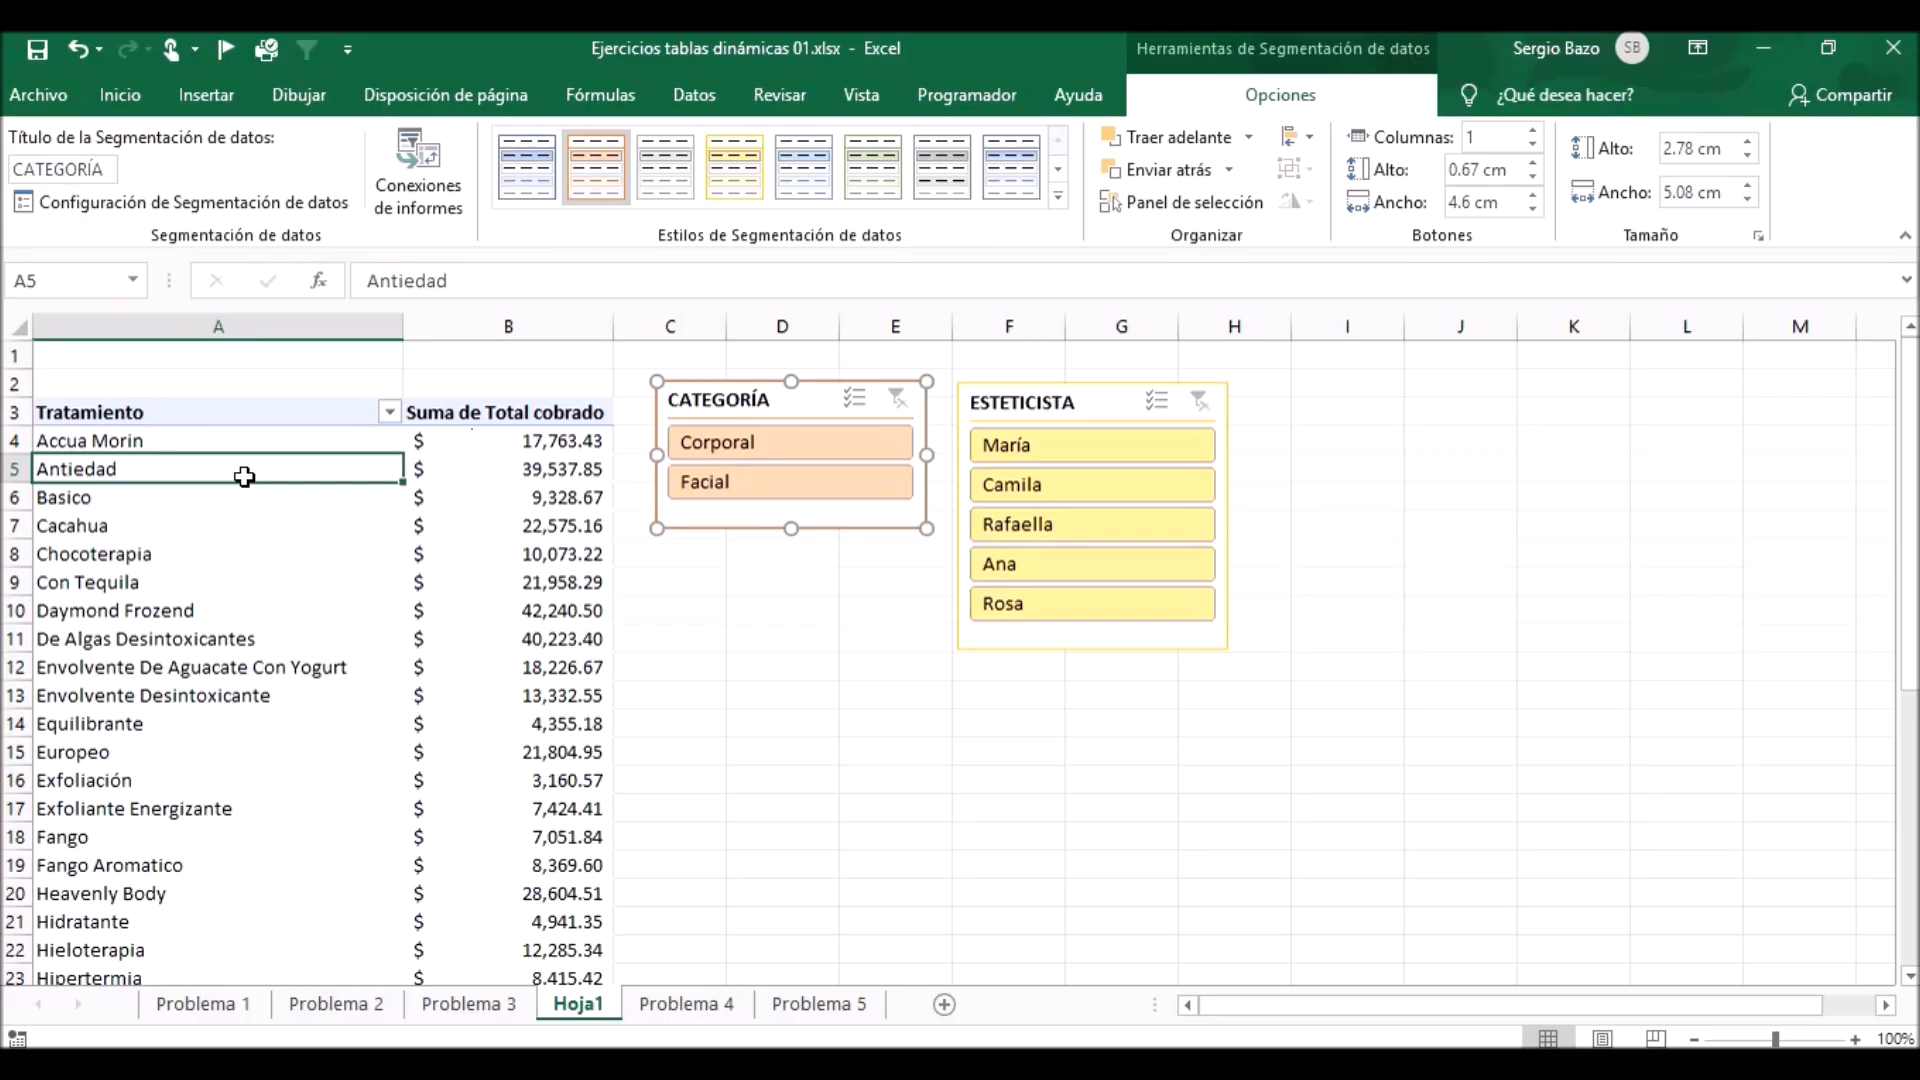 Ejercicios tablas dinámicas 01.xlsx - Excel
Herramientas de Segmentación de datos
Sergio Bazo
SB
Archivo Inicio Insertar Dibujar Disposición de página Fórmulas Datos Revisar Vista Programador Ayuda Opciones ¿Qué desea hacer? Compartir
Título de la Segmentación de datos:
CATEGORÍA
Configuración de Segmentación de datos
Segmentación de datos
Conexiones
de informes
Estilos de Segmentación de datos
Traer adelante
Enviar atrás
Panel de selección
Organizar
Columnas: 1
Alto: 0.67 cm
Ancho: 4.6 cm
Botones
Alto: 2.78 cm
Ancho: 5.08 cm
Tamaño
A5 fx Antiedad
A B C D E F G H I J K L M
1
2
3 Tratamiento Suma de Total cobrado
4 Accua Morin $ 17,763.43
5 Antiedad $ 39,537.85
6 Basico $ 9,328.67
7 Cacahua $ 22,575.16
8 Chocoterapia $ 10,073.22
9 Con Tequila $ 21,958.29
10 Daymond Frozend $ 42,240.50
11 De Algas Desintoxicantes $ 40,223.40
12 Envolvente De Aguacate Con Yogurt $ 18,226.67
13 Envolvente Desintoxicante $ 13,332.55
14 Equilibrante $ 4,355.18
15 Europeo $ 21,804.95
16 Exfoliación $ 3,160.57
17 Exfoliante Energizante $ 7,424.41
18 Fango $ 7,051.84
19 Fango Aromatico $ 8,369.60
20 Heavenly Body $ 28,604.51
21 Hidratante $ 4,941.35
22 Hieloterapia $ 12,285.34
23 Hipertermia $ 8,415.42
CATEGORÍA
Corporal
Facial
ESTETICISTA
María
Camila
Rafaella
Ana
Rosa
Problema 1 Problema 2 Problema 3 Hoja1 Problema 4 Problema 5
100%